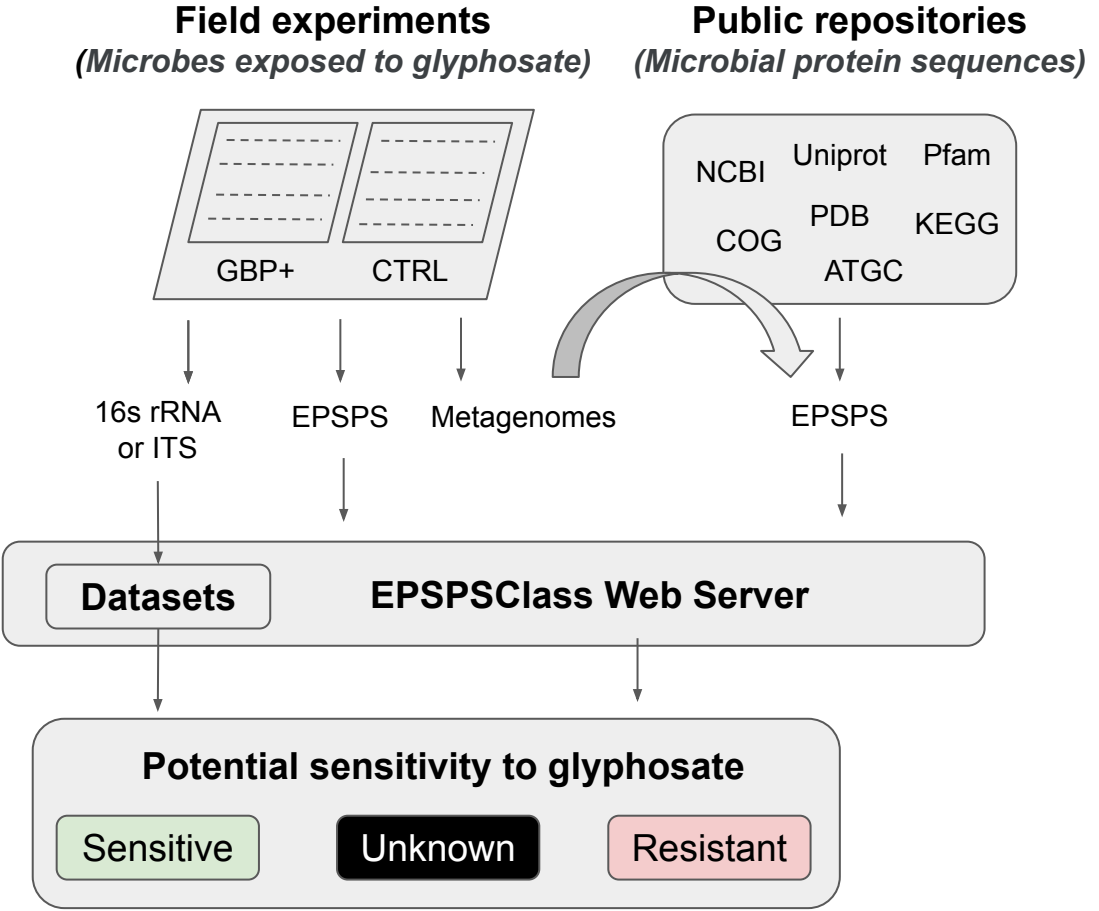 Field experiments
(Microbes exposed to glyphosate)
Public repositories
(Microbial protein sequences)
GBP+
CTRL
NCBI
Uniprot
Pfam
PDB
COG
KEGG
ATGC
16s rRNA
or ITS
EPSPS
Metagenomes
EPSPS
Datasets
EPSPSClass Web Server
Potential sensitivity to glyphosate
Sensitive
Unknown
Resistant